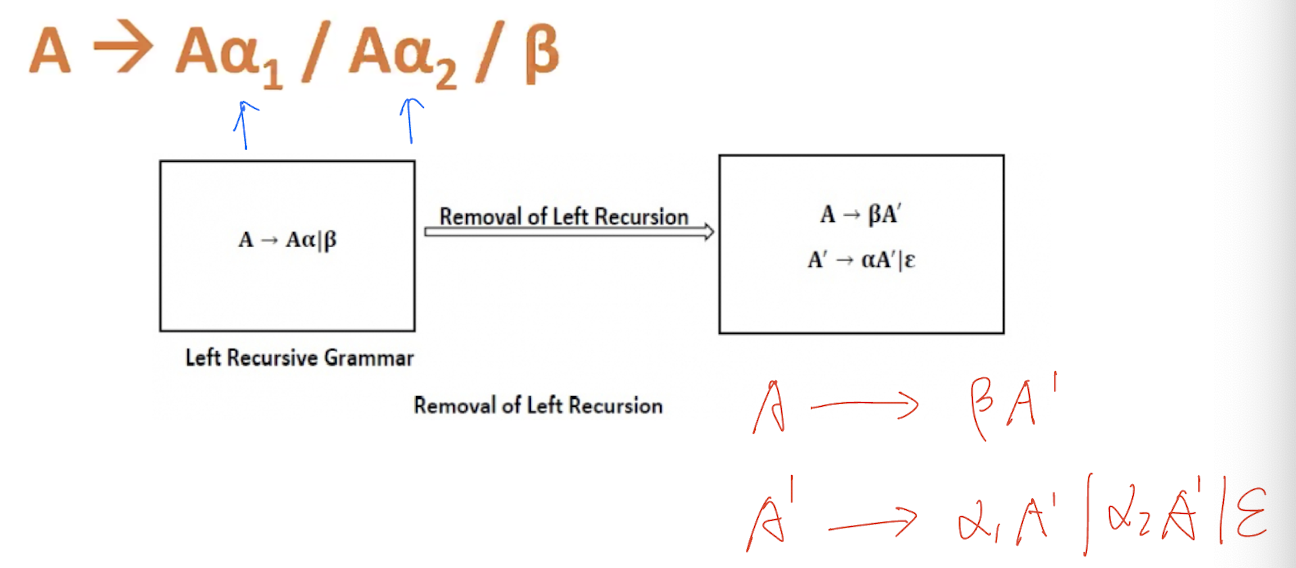 A → Aα₁ / Aα₂ / β
A → Aα|β
Removal of Left Recursion
A → βA′
A′ → αA′|ε
Left Recursive Grammar
Removal of Left Recursion
A → βA'
A' → α₁A' | α₂A' | ε